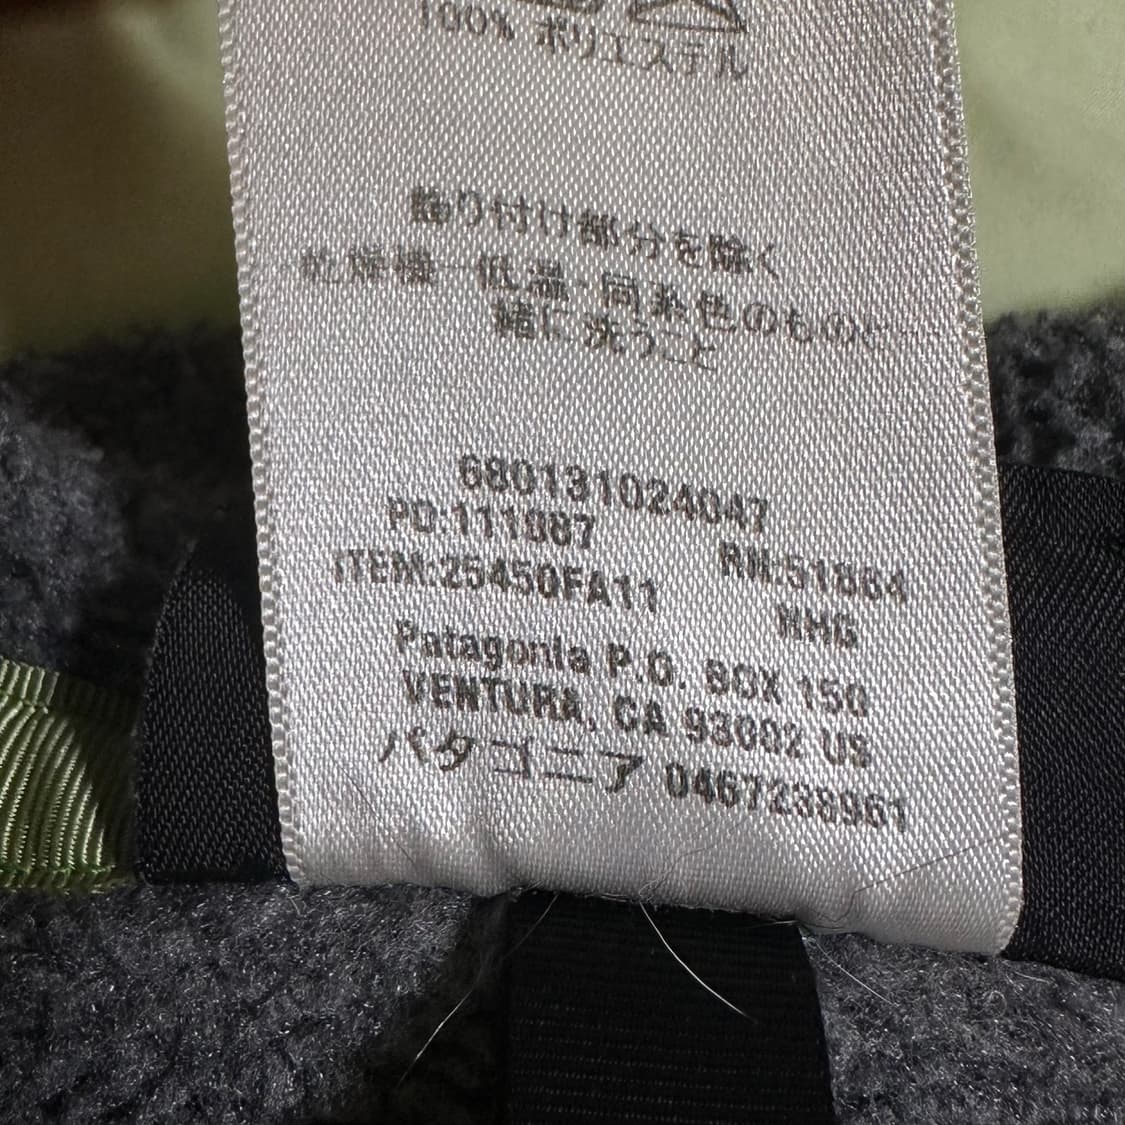 100% ポリエステル
飾り付け部分を除く
乾燥機－低温・同系色のものと一
緒に洗うこと
680131024047
PO:111087
RN:51884
ITEM:25450FA11
WHG
Patagonia P.O. BOX 150
VENTURA, CA 93002 US
パタゴニア 0467238961